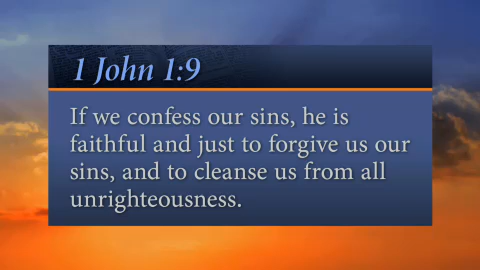 1 John 1:9
If we confess our sins, he is
faithful and just to forgive us our
sins, and to cleanse us from all
unrighteousness.